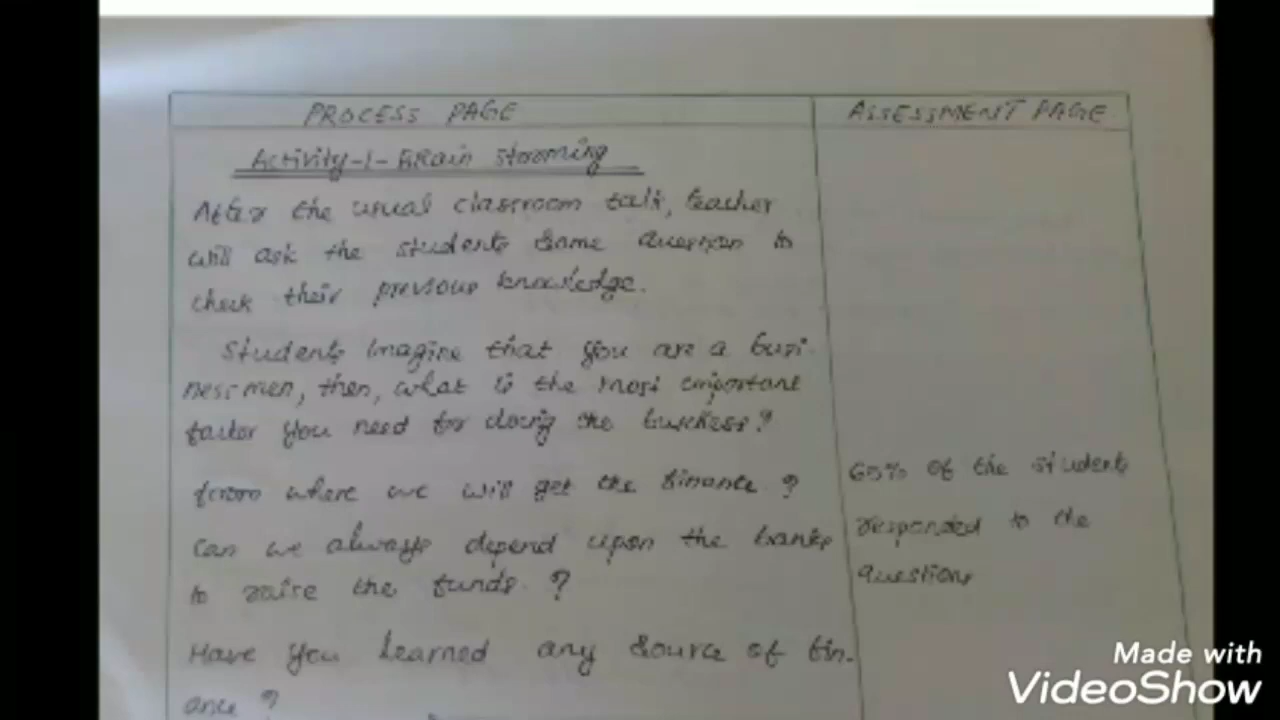 PROCESS PAGE
ASSESSMENT PAGE
Activity-1-BRain storming
After the usual classroom talk, teacher
will ask the students some question to
check their previous knowledge.
Students imagine that you are a busi-
nessmen, then, what is the most important
factor you need for doing the business?
from where we will get the finance ?
Can we always depend upon the banks
to raise the funds ?
Have you learned any source of fin-
ance ?
60% of the students
responded to the
questions
Made with
VideoShow